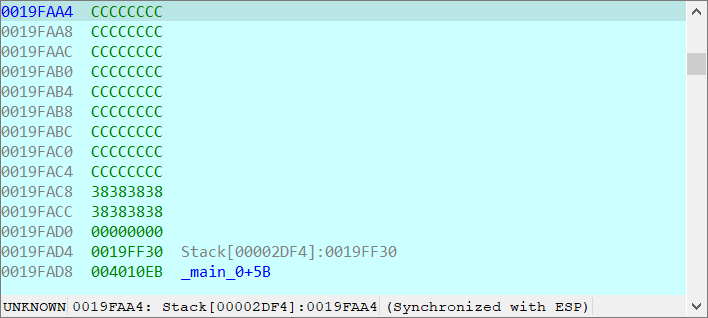 0019FAA4 CCCCCCCC
0019FAA8 CCCCCCCC
0019FAAC CCCCCCCC
0019FAB0 CCCCCCCC
0019FAB4 CCCCCCCC
0019FAB8 CCCCCCCC
0019FABC CCCCCCCC
0019FAC0 CCCCCCCC
0019FAC4 CCCCCCCC
0019FAC8 38383838
0019FACC 38383838
0019FAD0 00000000
0019FAD4 0019FF30 Stack[00002DF4]:0019FF30
0019FAD8 004010EB _main_0+5B
UNKNOWN 0019FAA4: Stack[00002DF4]:0019FAA4 (Synchronized with ESP)